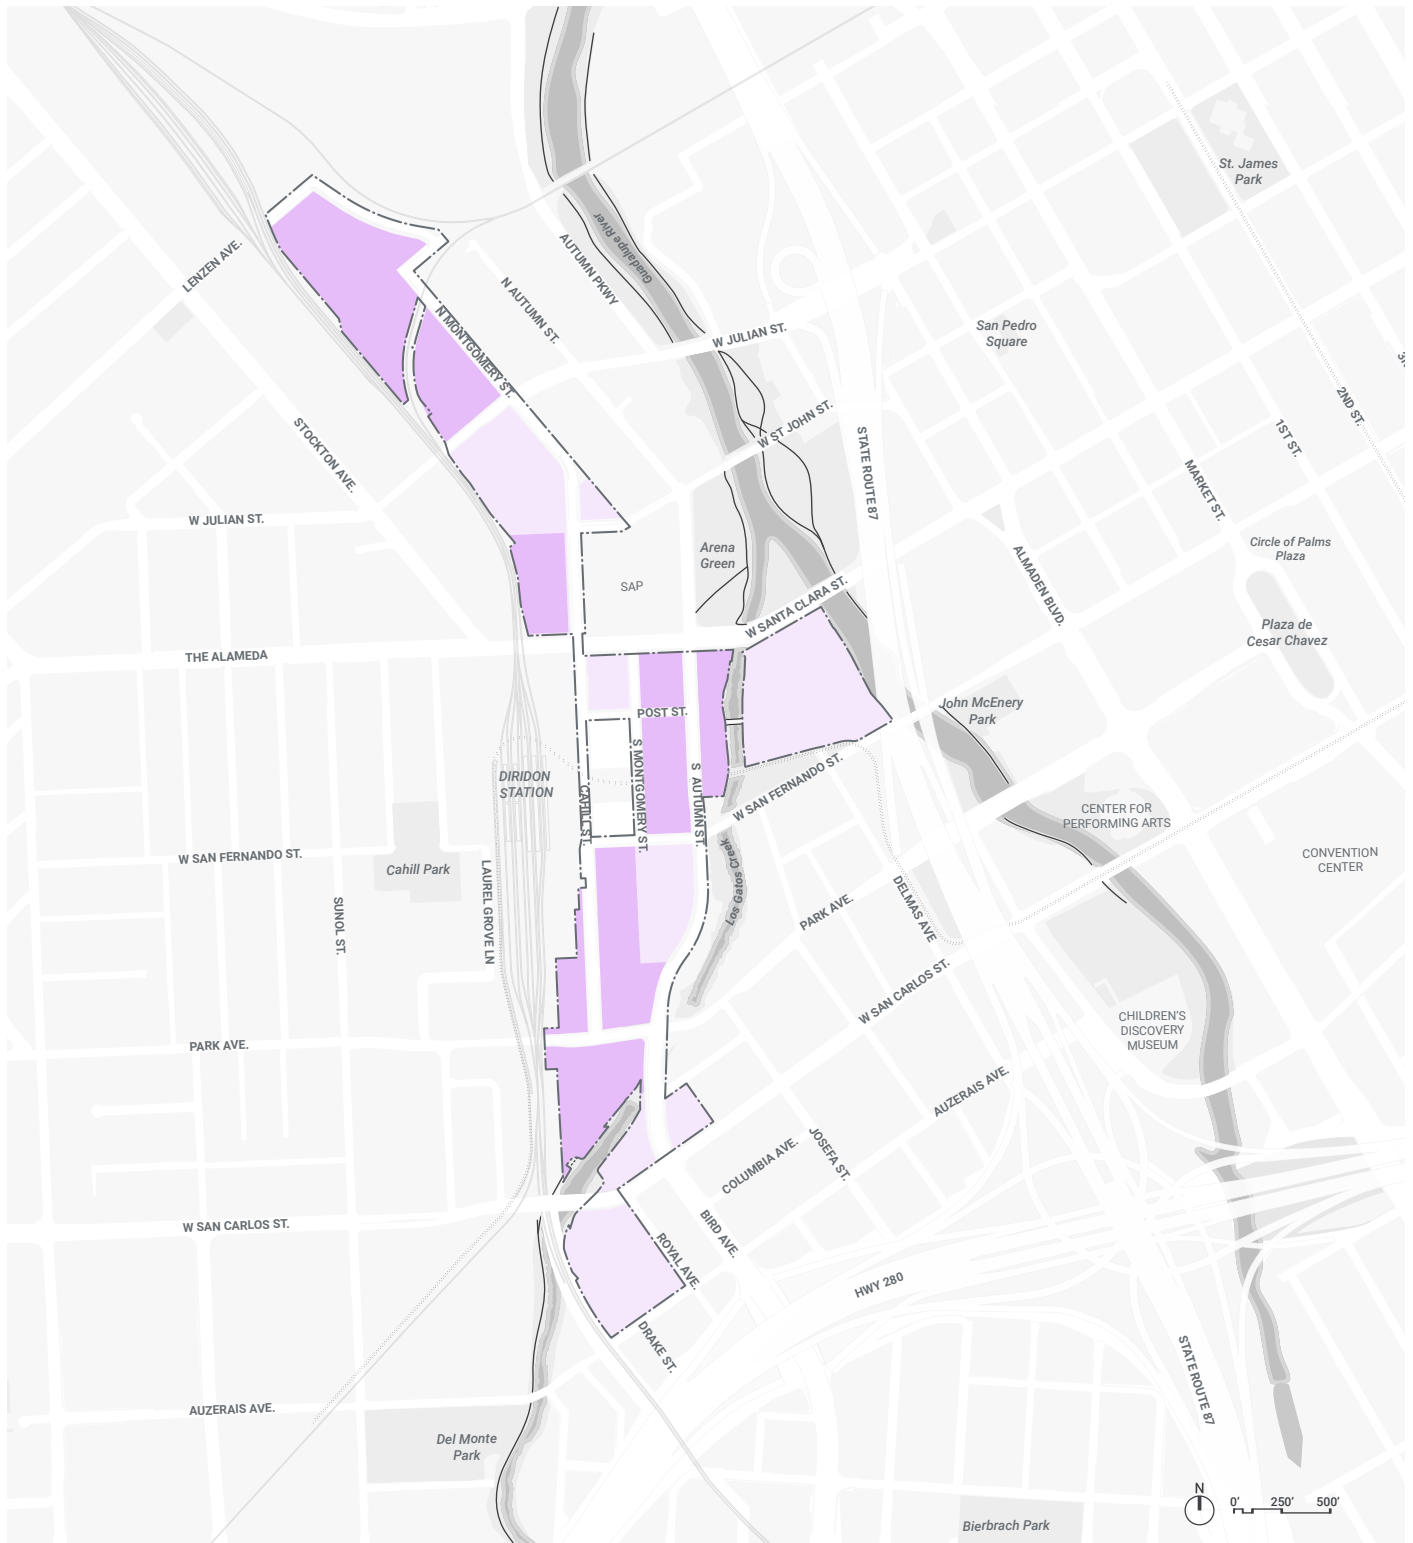 St. James
Park
Guadalupe River
AUTUMN PKWY
LENZEN AVE.
N AUTUMN ST.
N MONTGOMERY ST.
W JULIAN ST.
San Pedro
Square
2ND ST.
1ST ST.
W ST JOHN ST.
STATE ROUTE 87
STOCKTON AVE.
MARKET ST.
W JULIAN ST.
Arena
Green
Circle of Palms
Plaza
ALMADEN BLVD.
SAP
W SANTA CLARA ST.
Plaza de
Cesar Chavez
THE ALAMEDA
John McEnery
Park
POST ST.
S MONTGOMERY ST.
S AUTUMN ST.
DIRIDON
STATION
CAHILL ST.
W SAN FERNANDO ST.
CENTER FOR
PERFORMING ARTS
W SAN FERNANDO ST.
Cahill Park
CONVENTION
CENTER
Los Gatos Creek
LAUREL GROVE LN
SUNOL ST.
PARK AVE.
DELMAS AVE
W SAN CARLOS ST.
CHILDREN'S
DISCOVERY
MUSEUM
PARK AVE.
AUZERAIS AVE.
COLUMBIA AVE.
JOSEFA ST.
W SAN CARLOS ST.
BIRD AVE.
ROYAL AVE.
HWY 280
DRAKE ST.
STATE ROUTE 87
AUZERAIS AVE.
Del Monte
Park
Bierbrach Park
N
0' 250' 500'